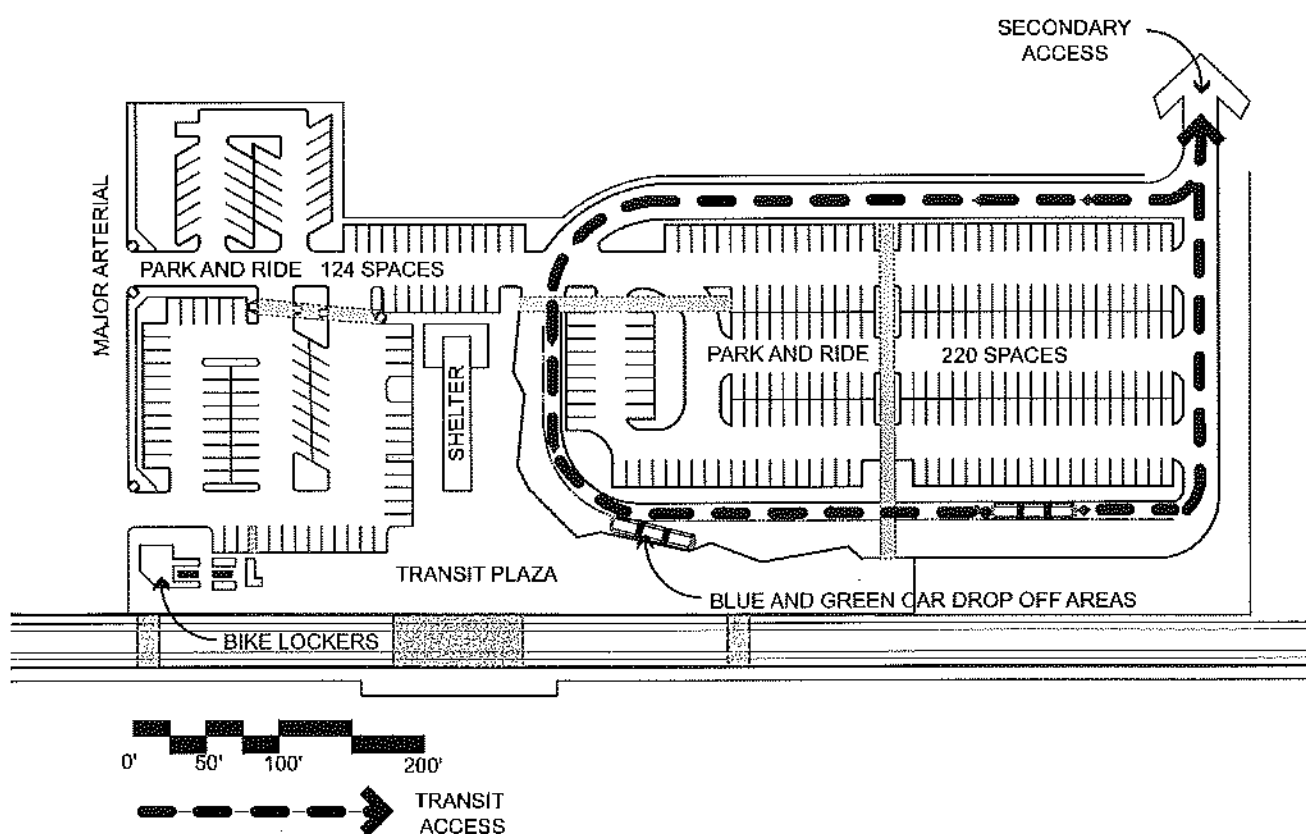 SECONDARY
ACCESS
MAJOR ARTERIAL
PARK AND RIDE 124 SPACES
SHELTER
PARK AND RIDE 220 SPACES
TRANSIT PLAZA
BLUE AND GREEN CAR DROP OFF AREAS
BIKE LOCKERS
0' 50' 100' 200'
TRANSIT
ACCESS